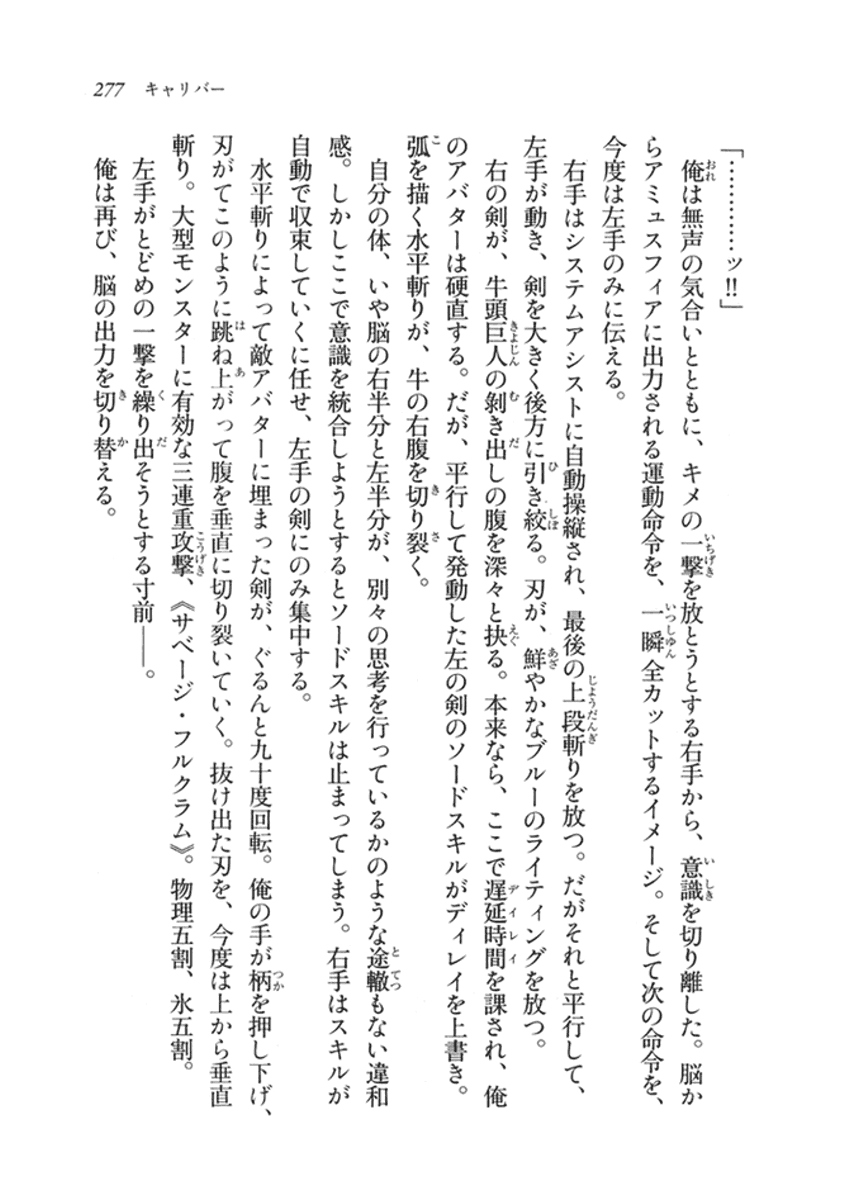 277 キャリバー
「…………ッ!!」
俺は無声の気合いとともに、キメの一撃を放とうとする右手から、意識を切り離した。脳か
らアミュスフィアに出力される運動命令を、一瞬全カットするイメージ。そして次の命令を、
今度は左手のみに伝える。
右手はシステムアシストに自動操縦され、最後の上段斬りを放つ。だがそれと平行して、
左手が動き、剣を大きく後方に引き絞る。刃が、鮮やかなブルーのライティングを放つ。
右の剣が、牛頭巨人の剝き出しの腹を深々と抉る。本来なら、ここで遅延時間を課され、俺
のアバターは硬直する。だが、平行して発動した左の剣のソードスキルがディレイを上書き。
弧を描く水平斬りが、牛の右腹を切り裂く。
自分の体、いや脳の右半分と左半分が、別々の思考を行っているかのような途轍もない違和
感。しかしここで意識を統合しようとするとソードスキルは止まってしまう。右手はスキルが
自動で収束していくに任せ、左手の剣にのみ集中する。
水平斬りによって敵アバターに埋まった剣が、ぐるんと九十度回転。俺の手が柄を押し下げ、
刃がてこのように跳ね上がって腹を垂直に切り裂いていく。抜け出た刃を、今度は上から垂直
斬り。大型モンスターに有効な三連重攻撃、《サベージ・フルクラム》。物理五割、氷五割。
左手がとどめの一撃を繰り出そうとする寸前――。
俺は再び、脳の出力を切り替える。